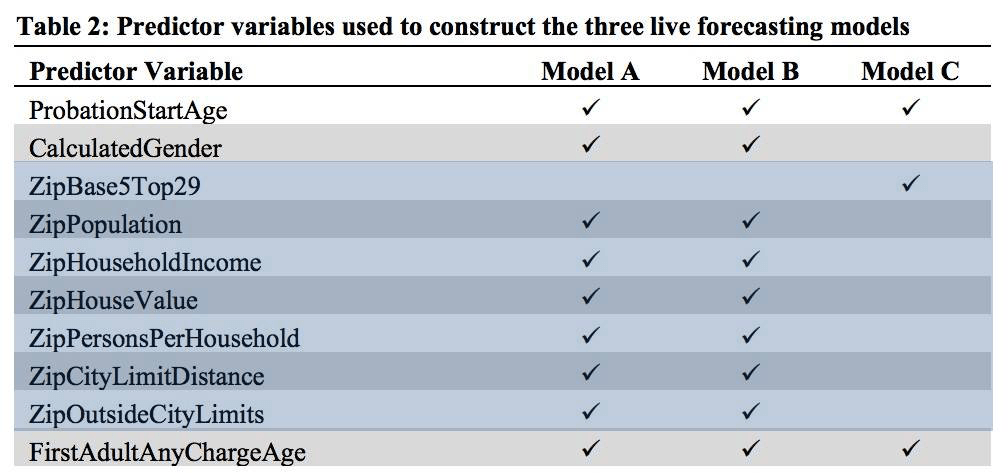 Table 2: Predictor variables used to construct the three live forecasting models
Predictor Variable Model A Model B Model C
ProbationStartAge ✓ ✓ ✓
CalculatedGender ✓ ✓
ZipBase5Top29 ✓
ZipPopulation ✓ ✓
ZipHouseholdIncome ✓ ✓
ZipHouseValue ✓ ✓
ZipPersonsPerHousehold ✓ ✓
ZipCityLimitDistance ✓ ✓
ZipOutsideCityLimits ✓ ✓
FirstAdultAnyChargeAge ✓ ✓ ✓